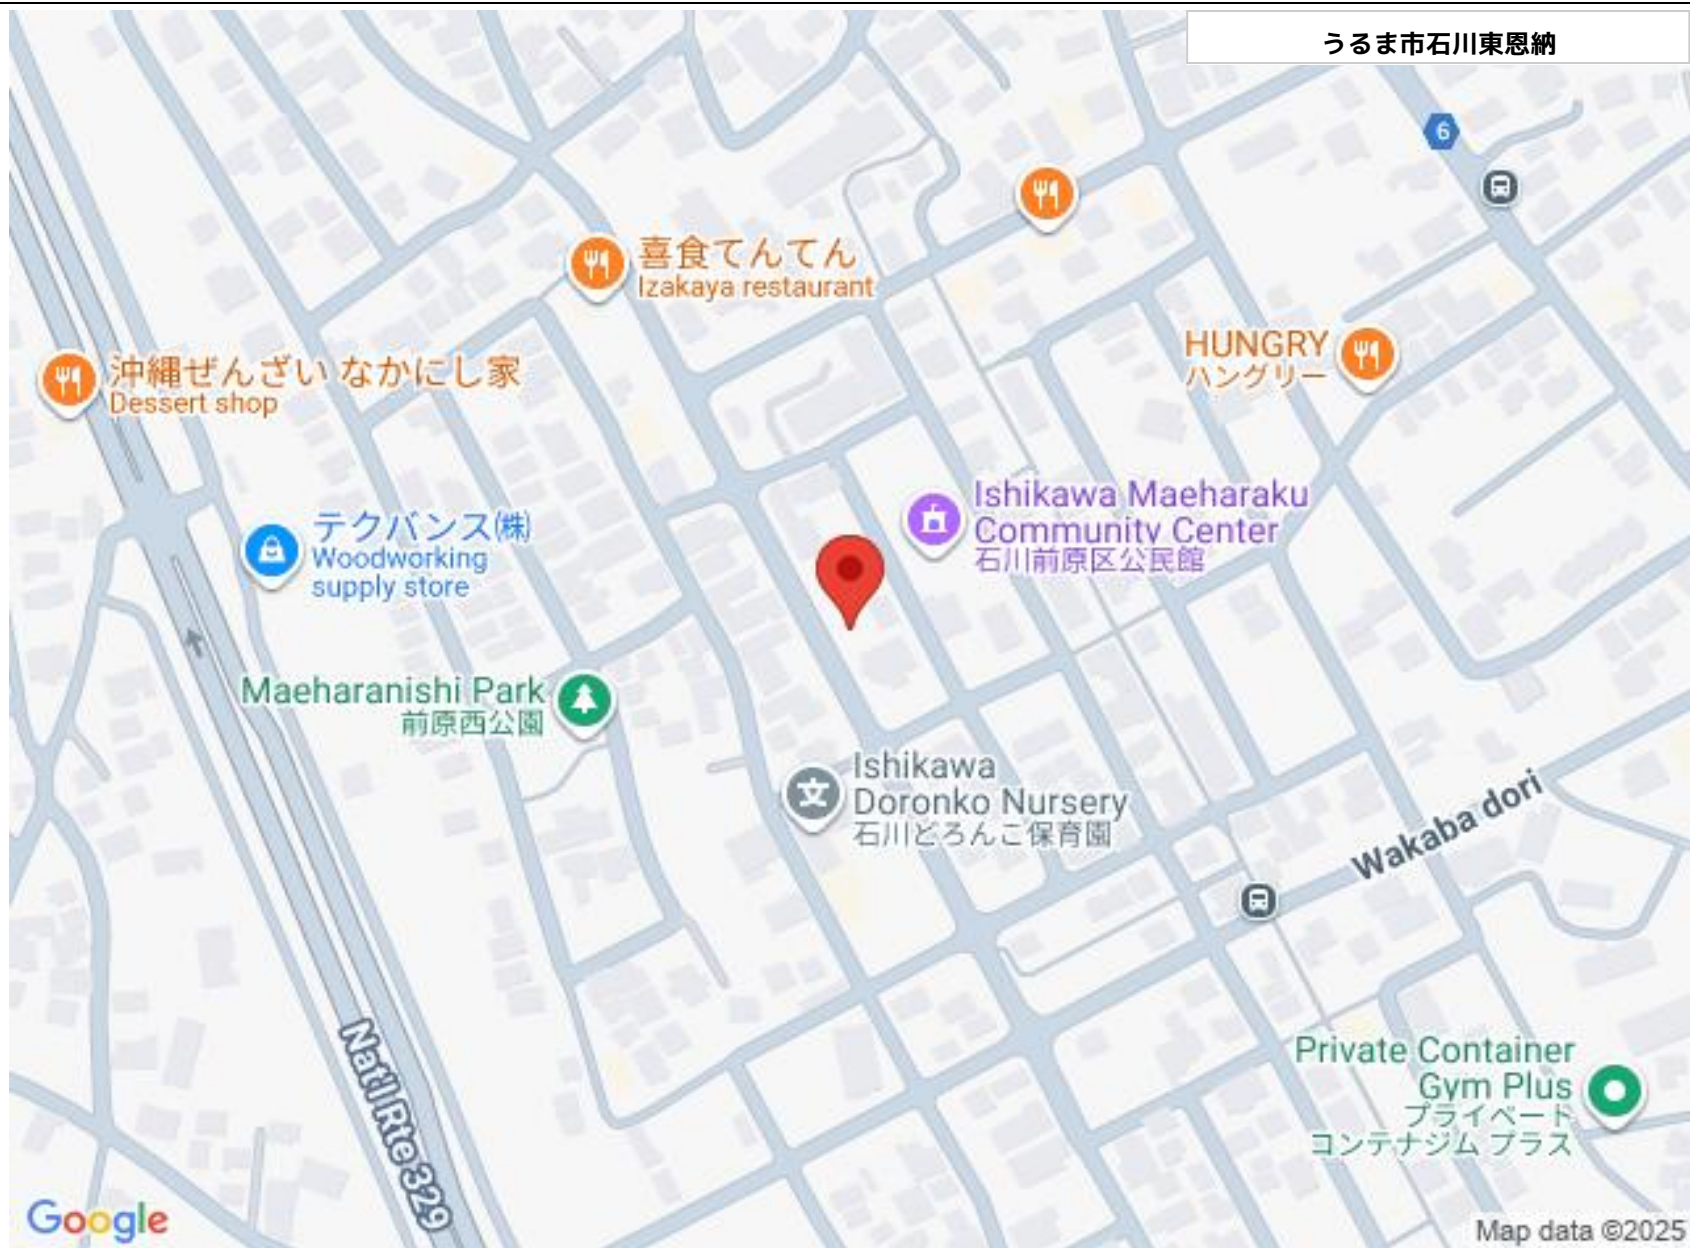 うるま市石川東恩納
6
喜食てんてん
Izakaya restaurant
HUNGRY
ハングリー
沖縄ぜんざい なかにし家
Dessert shop
Ishikawa Maeharaku
Community Center
石川前原区公民館
テクバンス㈱
Woodworking
supply store
Maeharanishi Park
前原西公園
文
Ishikawa
Doronko Nursery
石川どろんこ保育園
Wakaba dori
Nat'l Rte 329
Private Container
Gym Plus
プライベート
コンテナジム プラス
Google
Map data ©2025